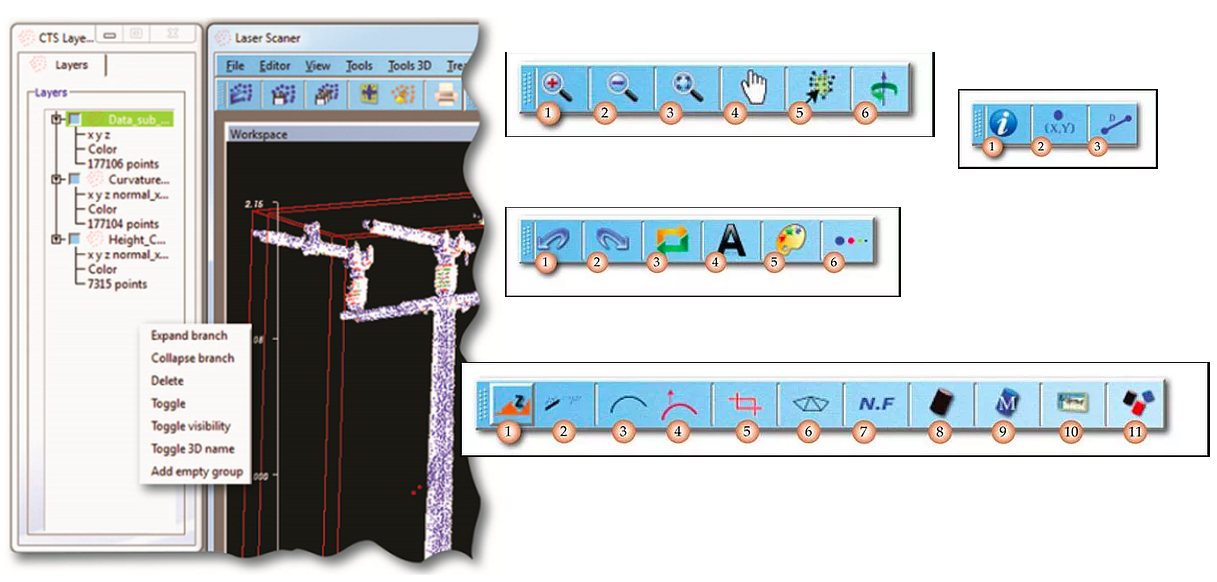 CTS Laye...
Layers
Layers
Data_sub_...
x y z
Color
177106 points
Curvature...
x y z normal_x...
Color
177104 points
Height_C...
x y z normal_x...
Color
7315 points
Expand branch
Collapse branch
Delete
Toggle
Toggle visibility
Toggle 3D name
Add empty group
Laser Scaner
File Editor View Tools Tools 3D
Workspace
2.15
000
1 2 3 4 5 6
D
(X,Y)
1 2 3
A
1 2 3 4 5 6
Z N.F M
1 2 3 4 5 6 7 8 9 10 11